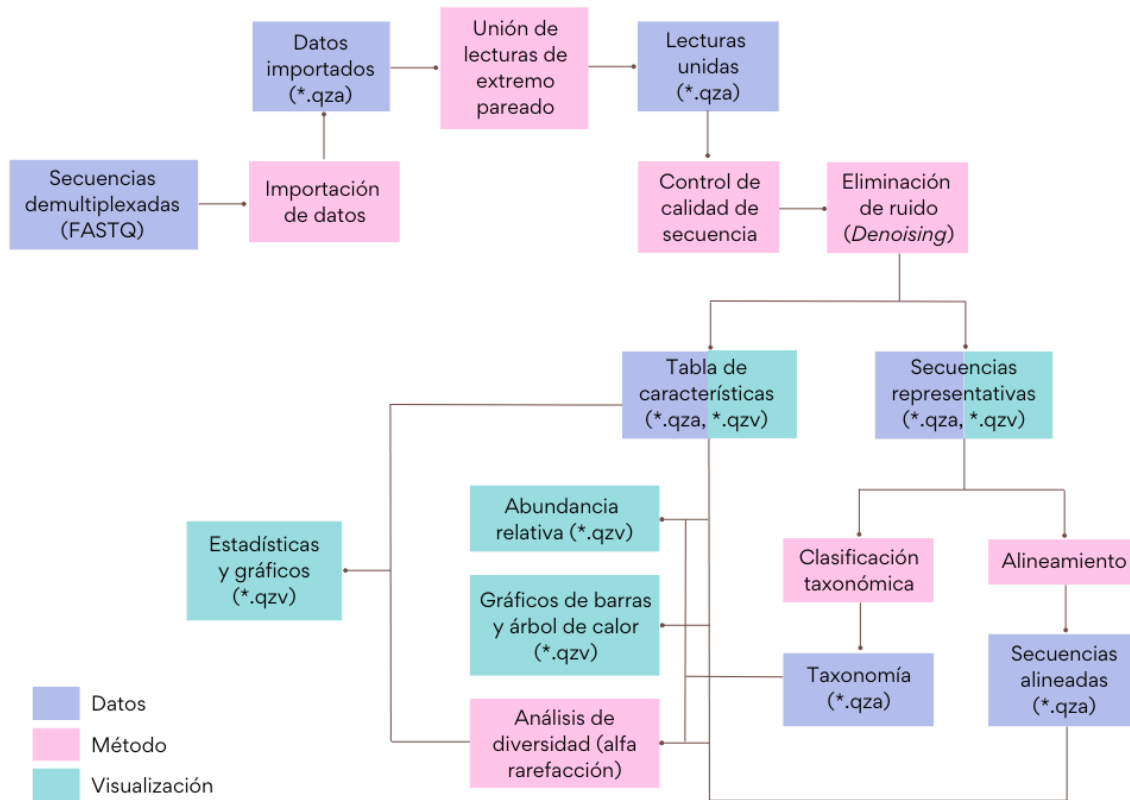 Datos
importados
(*.qza)
Unión de
lecturas de
extremo
pareado
Lecturas
unidas
(*.qza)
Secuencias
demultiplexadas
(FASTQ)
Importación
de datos
Control de
calidad de
secuencia
Eliminación
de ruido
(Denoising)
Tabla de
características
(*.qza, *.qzv)
Secuencias
representativas
(*.qza, *.qzv)
Abundancia
relativa (*.qzv)
Estadísticas
y gráficos
(*.qzv)
Clasificación
taxonómica
Alineamiento
Gráficos de barras
y árbol de calor
(*.qzv)
Taxonomía
(*.qza)
Secuencias
alineadas
(*.qza)
Análisis de
diversidad (alfa
rarefacción)
Datos
Método
Visualización